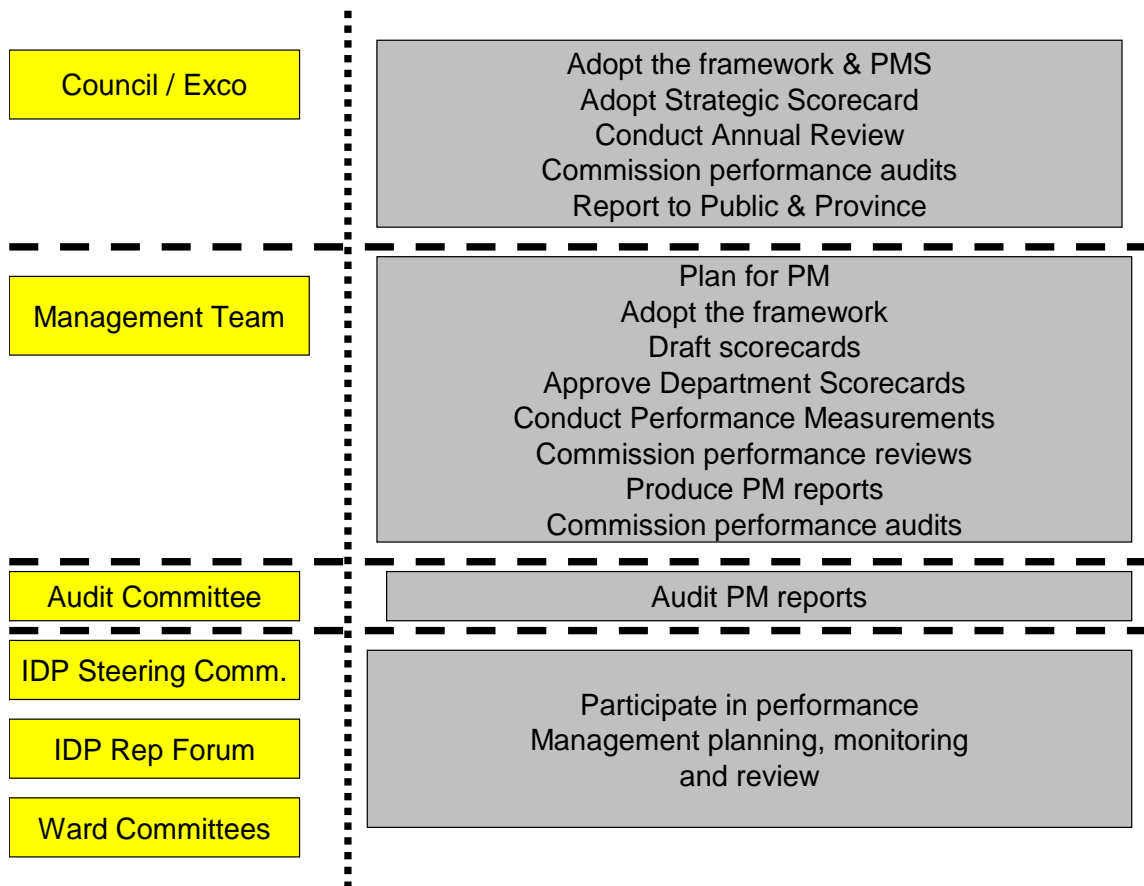 Council / Exco
Adopt the framework & PMS
Adopt Strategic Scorecard
Conduct Annual Review
Commission performance audits
Report to Public & Province
Management Team
Plan for PM
Adopt the framework
Draft scorecards
Approve Department Scorecards
Conduct Performance Measurements
Commission performance reviews
Produce PM reports
Commission performance audits
Audit Committee
Audit PM reports
IDP Steering Comm.
IDP Rep Forum
Ward Committees
Participate in performance
Management planning, monitoring
and review